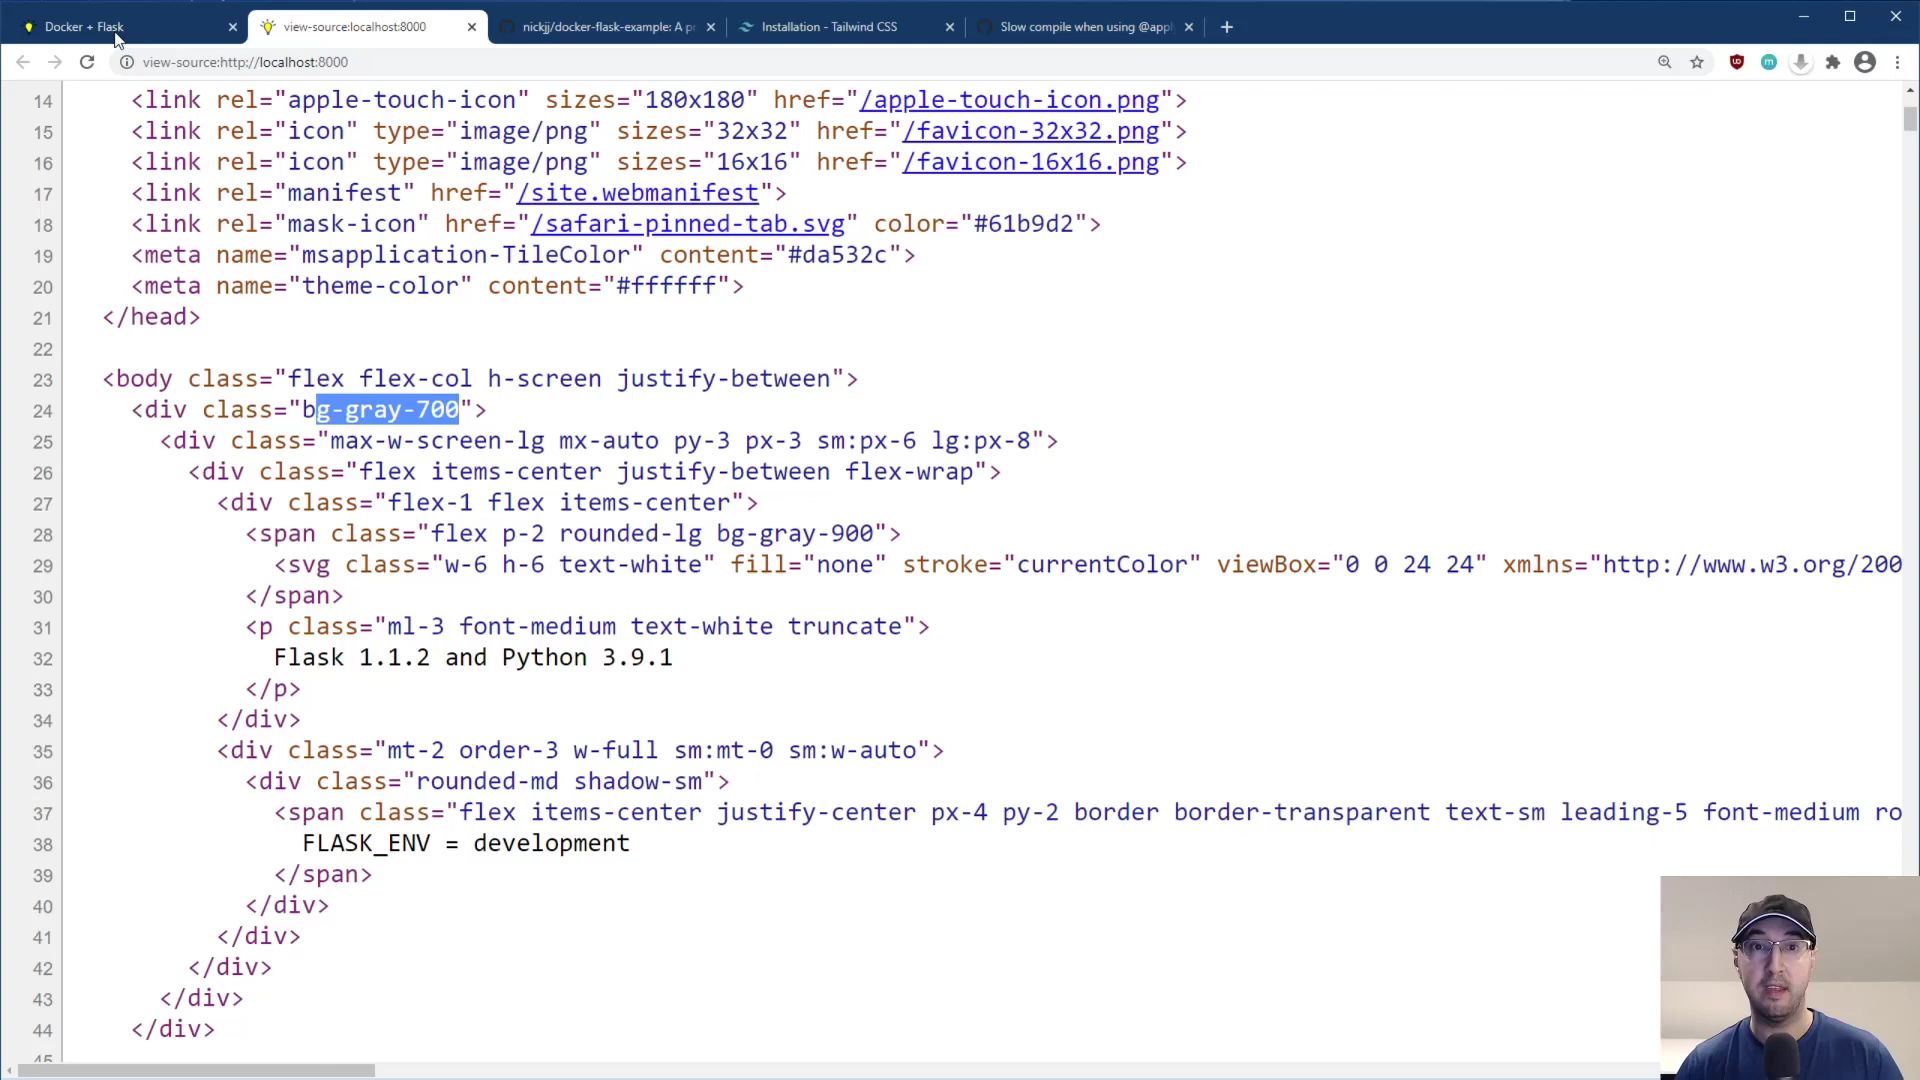 Docker + Flask
view-source:localhost:8000
nickjj/docker-flask-example: A pr
Installation - Tailwind CSS
Slow compile when using @appl
view-source:http://localhost:8000
14 <link rel="apple-touch-icon" sizes="180x180" href="/apple-touch-icon.png">
15 <link rel="icon" type="image/png" sizes="32x32" href="/favicon-32x32.png">
16 <link rel="icon" type="image/png" sizes="16x16" href="/favicon-16x16.png">
17 <link rel="manifest" href="/site.webmanifest">
18 <link rel="mask-icon" href="/safari-pinned-tab.svg" color="#61b9d2">
19 <meta name="msapplication-TileColor" content="#da532c">
20 <meta name="theme-color" content="#ffffff">
21 </head>
22
23 <body class="flex flex-col h-screen justify-between">
24 <div class="bg-gray-700">
25 <div class="max-w-screen-lg mx-auto py-3 px-3 sm:px-6 lg:px-8">
26 <div class="flex items-center justify-between flex-wrap">
27 <div class="flex-1 flex items-center">
28 <span class="flex p-2 rounded-lg bg-gray-900">
29 <svg class="w-6 h-6 text-white" fill="none" stroke="currentColor" viewBox="0 0 24 24" xmlns="http://www.w3.org/200
30 </span>
31 <p class="ml-3 font-medium text-white truncate">
32 Flask 1.1.2 and Python 3.9.1
33 </p>
34 </div>
35 <div class="mt-2 order-3 w-full sm:mt-0 sm:w-auto">
36 <div class="rounded-md shadow-sm">
37 <span class="flex items-center justify-center px-4 py-2 border border-transparent text-sm leading-5 font-medium ro
38 FLASK_ENV = development
39 </span>
40 </div>
41 </div>
42 </div>
43 </div>
44 </div>
45